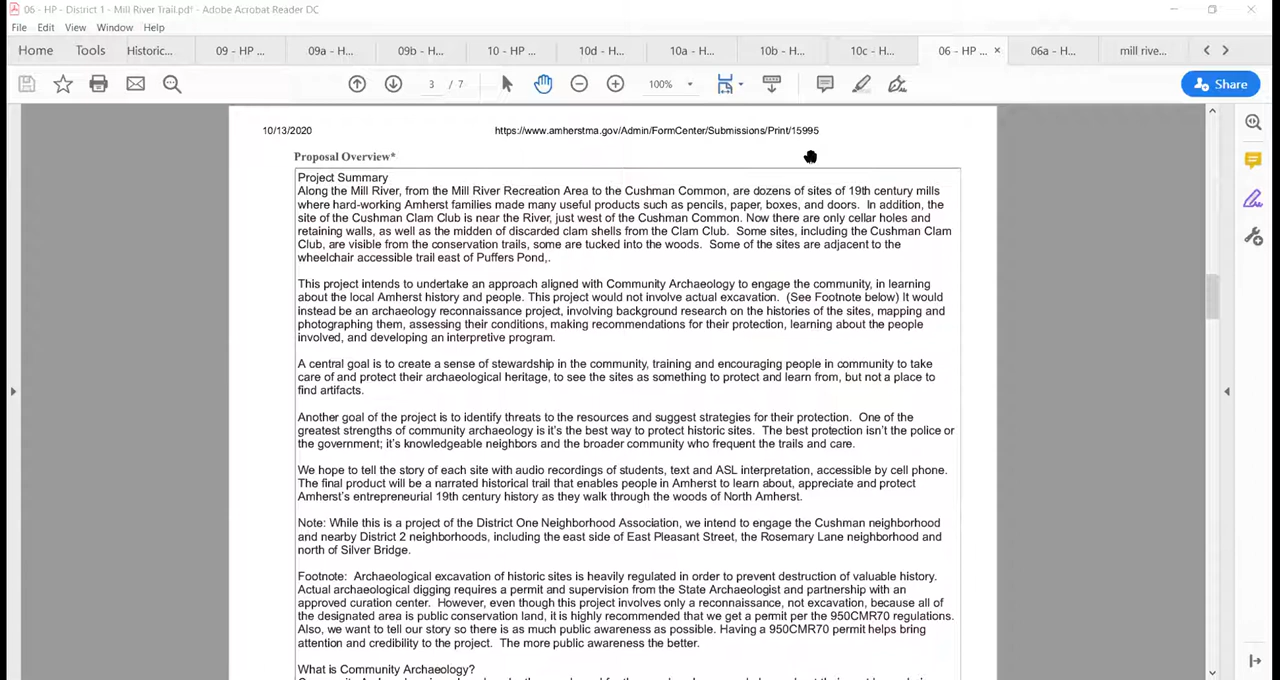 06 - HP - District 1 - Mill River Trail.pdf - Adobe Acrobat Reader DC
File Edit View Window Help
Home Tools Historic... 09 - HP ... 09a - H... 09b - H... 10 - HP ... 10d - H... 10a - H... 10b - H... 10c - H... 06 - HP ... × 06a - H... mill rive...
3 / 7 100% Share
10/13/2020 https://www.amherstma.gov/Admin/FormCenter/Submissions/Print/15995
Proposal Overview*
Project Summary
Along the Mill River, from the Mill River Recreation Area to the Cushman Common, are dozens of sites of 19th century mills
where hard-working Amherst families made many useful products such as pencils, paper, boxes, and doors. In addition, the
site of the Cushman Clam Club is near the River, just west of the Cushman Common. Now there are only cellar holes and
retaining walls, as well as the midden of discarded clam shells from the Clam Club. Some sites, including the Cushman Clam
Club, are visible from the conservation trails, some are tucked into the woods. Some of the sites are adjacent to the
wheelchair accessible trail east of Puffers Pond,.
This project intends to undertake an approach aligned with Community Archaeology to engage the community, in learning
about the local Amherst history and people. This project would not involve actual excavation. (See Footnote below) It would
instead be an archaeology reconnaissance project, involving background research on the histories of the sites, mapping and
photographing them, assessing their conditions, making recommendations for their protection, learning about the people
involved, and developing an interpretive program.
A central goal is to create a sense of stewardship in the community, training and encouraging people in community to take
care of and protect their archaeological heritage, to see the sites as something to protect and learn from, but not a place to
find artifacts.
Another goal of the project is to identify threats to the resources and suggest strategies for their protection. One of the
greatest strengths of community archaeology is it's the best way to protect historic sites. The best protection isn't the police or
the government; it's knowledgeable neighbors and the broader community who frequent the trails and care.
We hope to tell the story of each site with audio recordings of students, text and ASL interpretation, accessible by cell phone.
The final product will be a narrated historical trail that enables people in Amherst to learn about, appreciate and protect
Amherst's entrepreneurial 19th century history as they walk through the woods of North Amherst.
Note: While this is a project of the District One Neighborhood Association, we intend to engage the Cushman neighborhood
and nearby District 2 neighborhoods, including the east side of East Pleasant Street, the Rosemary Lane neighborhood and
north of Silver Bridge.
Footnote: Archaeological excavation of historic sites is heavily regulated in order to prevent destruction of valuable history.
Actual archaeological digging requires a permit and supervision from the State Archaeologist and partnership with an
approved curation center. However, even though this project involves only a reconnaissance, not excavation, because all of
the designated area is public conservation land, it is highly recommended that we get a permit per the 950CMR70 regulations.
Also, we want to tell our story so there is as much public awareness as possible. Having a 950CMR70 permit helps bring
attention and credibility to the project. The more public awareness the better.
What is Community Archaeology?